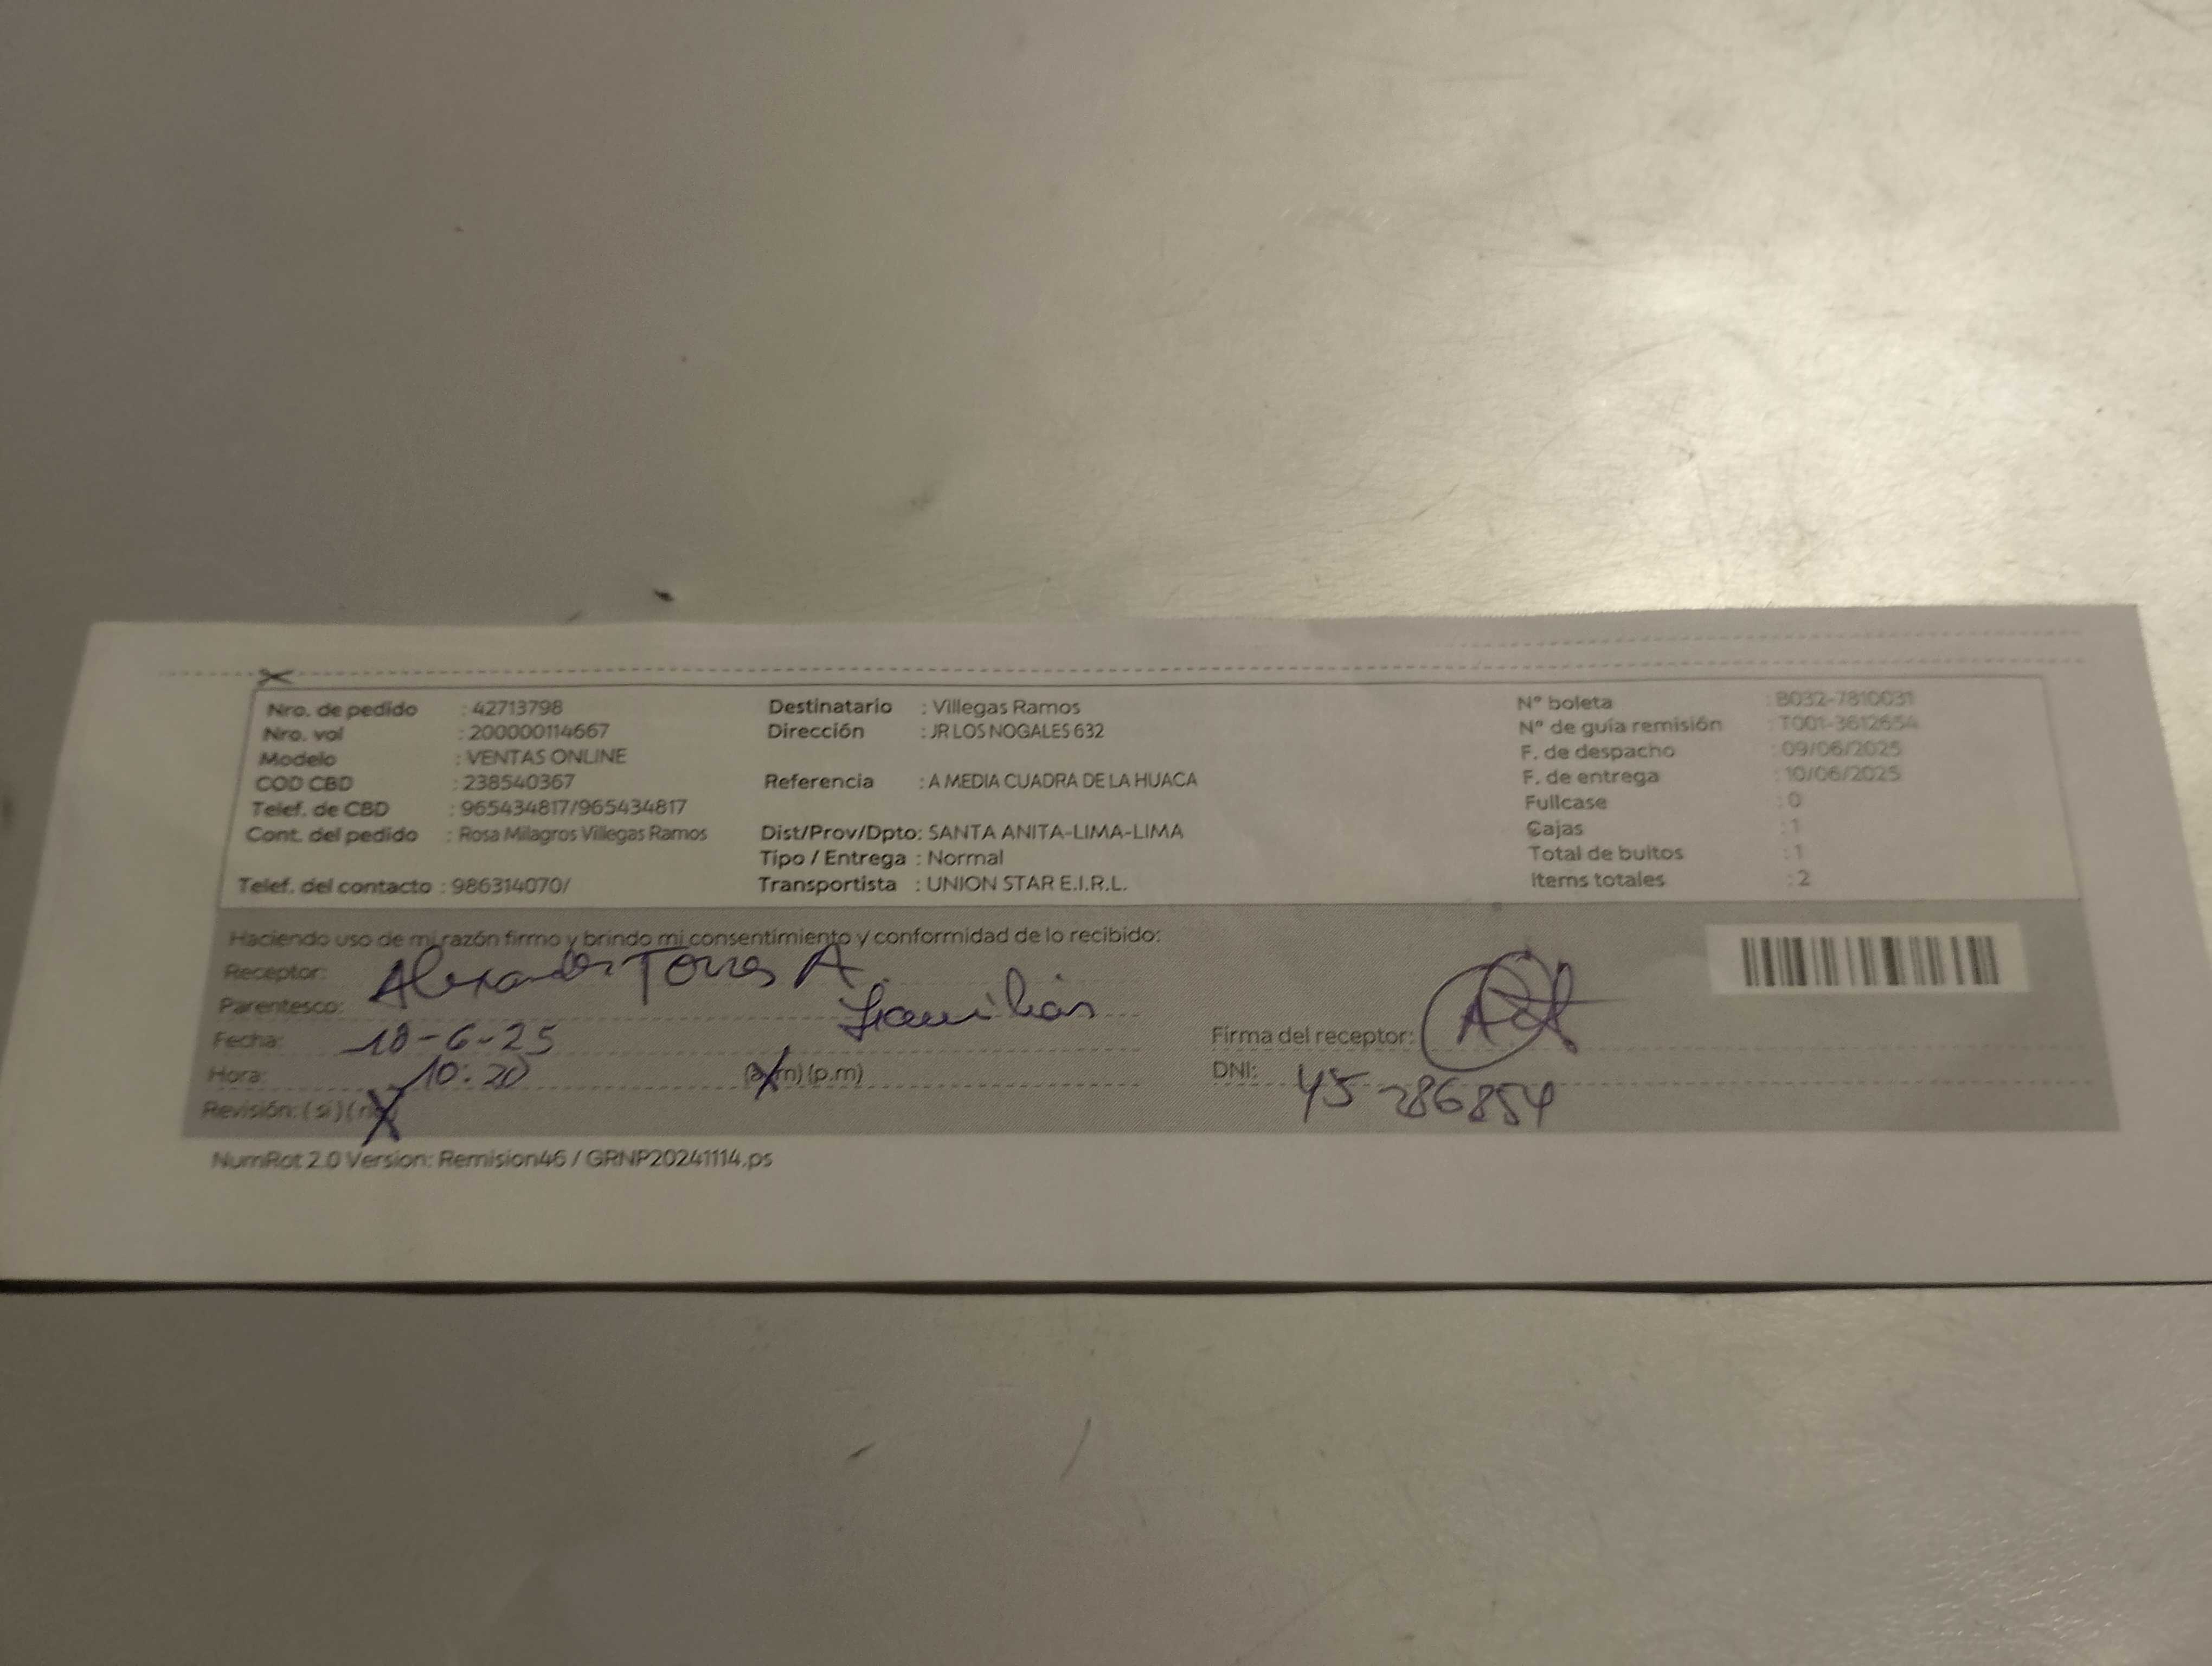 Nro. de pedido : 42713798 Destinatario : Villegas Ramos Nº boleta : B032-7810031
Nro. vol : 200000114667 Dirección : JR LOS NOGALES 632 Nº de guía remisión : T001-3612654
Modelo : VENTAS ONLINE F. de despacho : 09/06/2025
COD CBD : 238540367 Referencia : A MEDIA CUADRA DE LA HUACA F. de entrega : 10/06/2025
Telef. de CBD : 965434817/965434817 Fullcase : 0
Cont. del pedido : Rosa Milagros Villegas Ramos Dist/Prov/Dpto: SANTA ANITA-LIMA-LIMA Cajas : 1
Tipo / Entrega : Normal Total de bultos : 1
Telef. del contacto : 986314070/ Transportista : UNION STAR E.I.R.L. Items totales : 2
Haciendo uso de mi razón firmo y brindo mi consentimiento y conformidad de lo recibido:
Receptor: Alexander Torres A
Parentesco: Familiar
Fecha: 10-6-25 Firma del receptor:
Hora: 10:20 (a.m) (p.m) DNI: 45286854
Revisión: ( si ) ( no )
NumRot 2.0 Version: Remision46 / GRNP20241114.ps